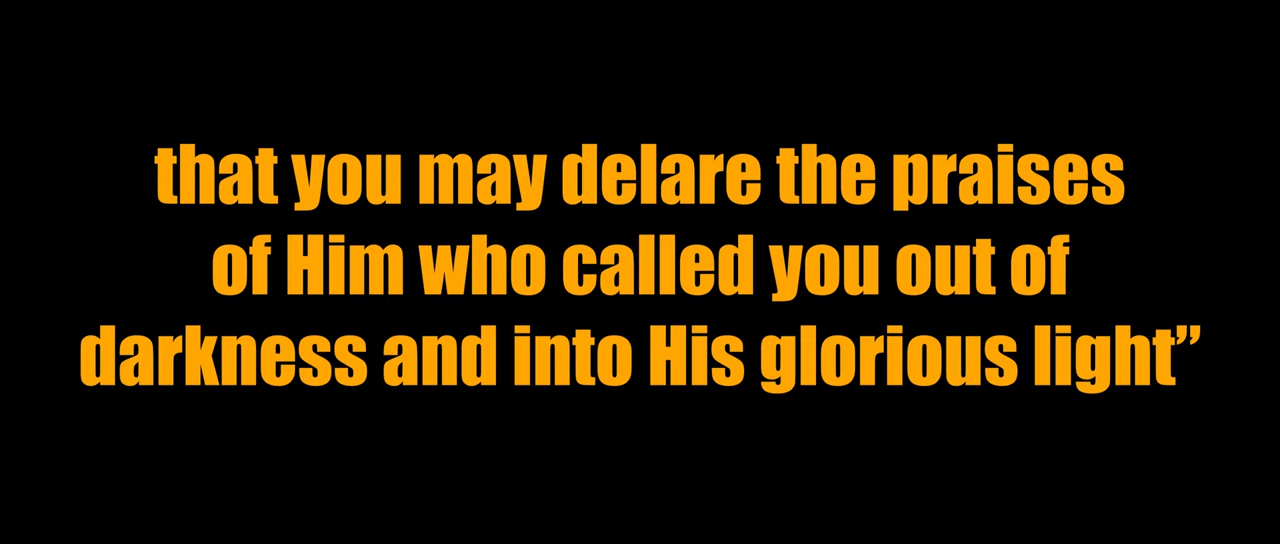 that you may delare the praises
of Him who called you out of
darkness and into His glorious light”